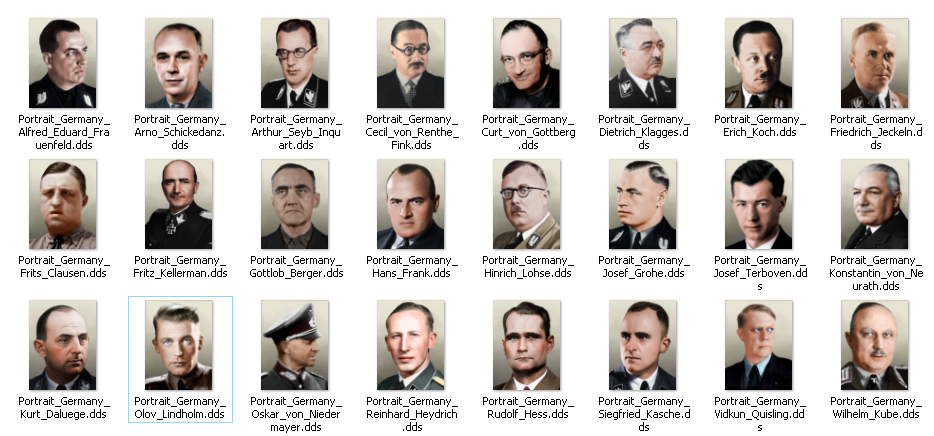 Portrait_Germany_
Alfred_Eduard_Fra
uenfeld.dds
Portrait_Germany_
Arno_Schickedanz.
dds
Portrait_Germany_
Arthur_Seyb_Inqu
art.dds
Portrait_Germany_
Cecil_von_Renthe_
Fink.dds
Portrait_Germany_
Curt_von_Gottberg
.dds
Portrait_Germany_
Dietrich_Klagges.d
ds
Portrait_Germany_
Erich_Koch.dds
Portrait_Germany_
Friedrich_Jeckeln.d
ds
Portrait_Germany_
Frits_Clausen.dds
Portrait_Germany_
Fritz_Kellerman.dds
Portrait_Germany_
Gottlob_Berger.dds
Portrait_Germany_
Hans_Frank.dds
Portrait_Germany_
Hinrich_Lohse.dds
Portrait_Germany_
Josef_Grohe.dds
Portrait_Germany_
Josef_Terboven.dd
s
Portrait_Germany_
Konstantin_von_Ne
urath.dds
Portrait_Germany_
Kurt_Daluege.dds
Portrait_Germany_
Olov_Lindholm.dds
Portrait_Germany_
Oskar_von_Nieder
mayer.dds
Portrait_Germany_
Reinhard_Heydrich
.dds
Portrait_Germany_
Rudolf_Hess.dds
Portrait_Germany_
Siegfried_Kasche.d
ds
Portrait_Germany_
Vidkun_Quisling.dd
s
Portrait_Germany_
Wilhelm_Kube.dds